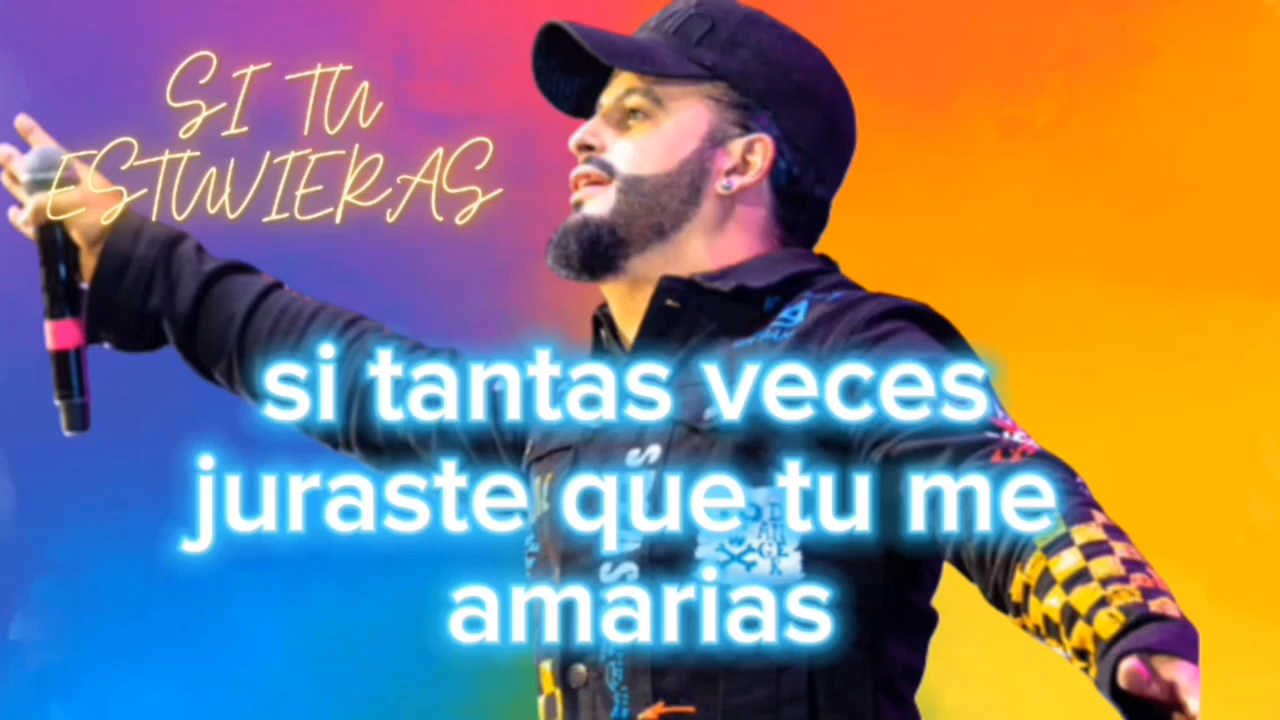 SI TU
ESTUVIERAS
si tantas veces
juraste que tu me
amarias